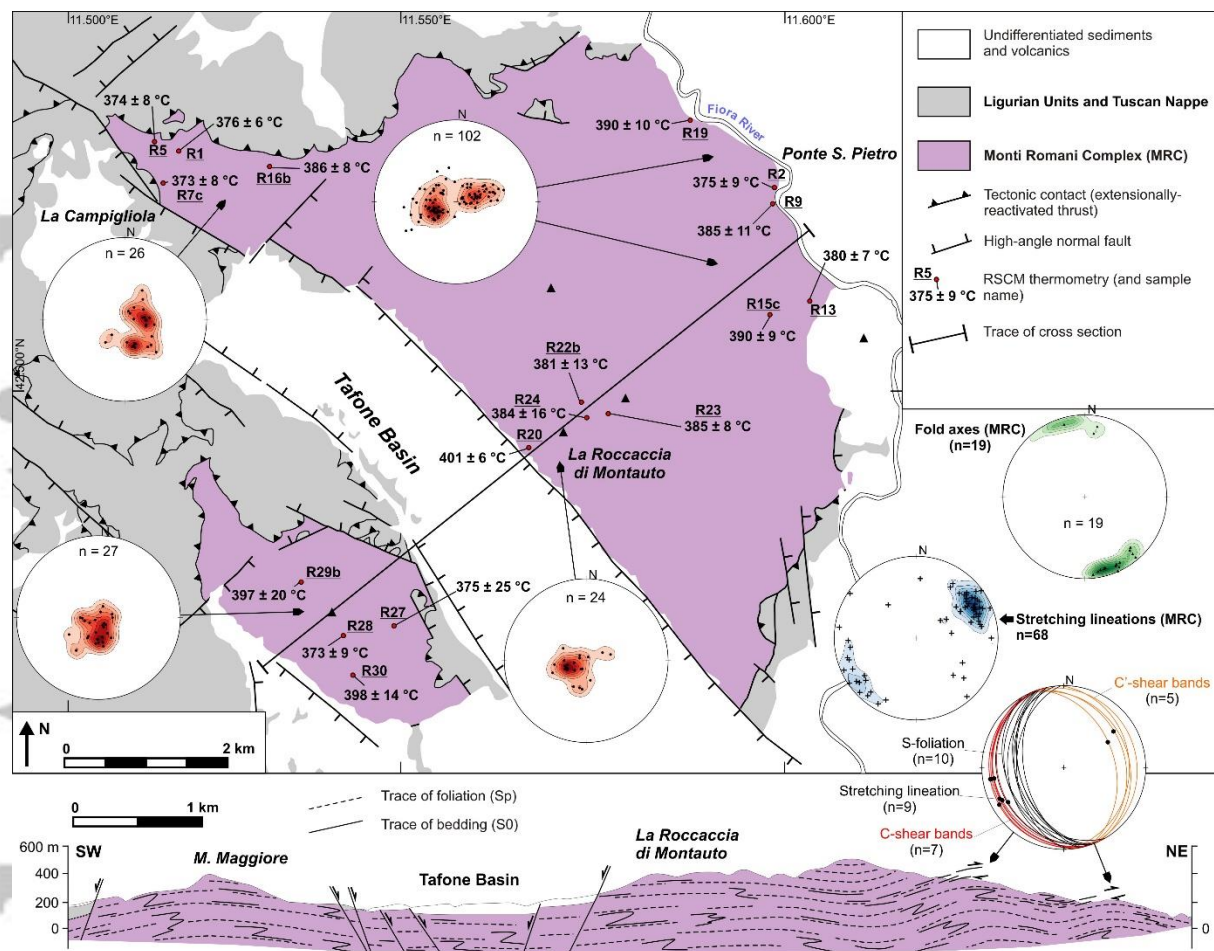 11.500°E
11.550°E
11.600°E
42.500°N
374 ± 8 °C
376 ± 6 °C
R5
R1
373 ± 8 °C
R7c
R16b
386 ± 8 °C
La Campigliola
N
n = 26
N
n = 102
390 ± 10 °C
R19
Fiora River
Ponte S. Pietro
R2
375 ± 9 °C
R9
385 ± 11 °C
380 ± 7 °C
R15c
R13
390 ± 9 °C
R22b
381 ± 13 °C
R24
384 ± 16 °C
R23
385 ± 8 °C
R20
401 ± 6 °C
La Roccaccia
di Montauto
Tafone Basin
N
n = 27
R29b
397 ± 20 °C
R27
375 ± 25 °C
R28
373 ± 9 °C
R30
398 ± 14 °C
N
n = 24
N
0
2 km
Undifferentiated sediments
and volcanics
Ligurian Units and Tuscan Nappe
Monti Romani Complex (MRC)
Tectonic contact (extensionally-
reactivated thrust)
High-angle normal fault
R5
375 ± 9 °C
RSCM thermometry (and sample
name)
Trace of cross section
N
Fold axes (MRC)
(n=19)
n = 19
N
Stretching lineations (MRC)
n=68
N
C'-shear bands
(n=5)
S-foliation
(n=10)
Stretching lineation
(n=9)
C-shear bands
(n=7)
0
1 km
Trace of foliation (Sp)
Trace of bedding (S0)
600 m
400
200
0
SW
M. Maggiore
Tafone Basin
La Roccaccia
di Montauto
NE
0